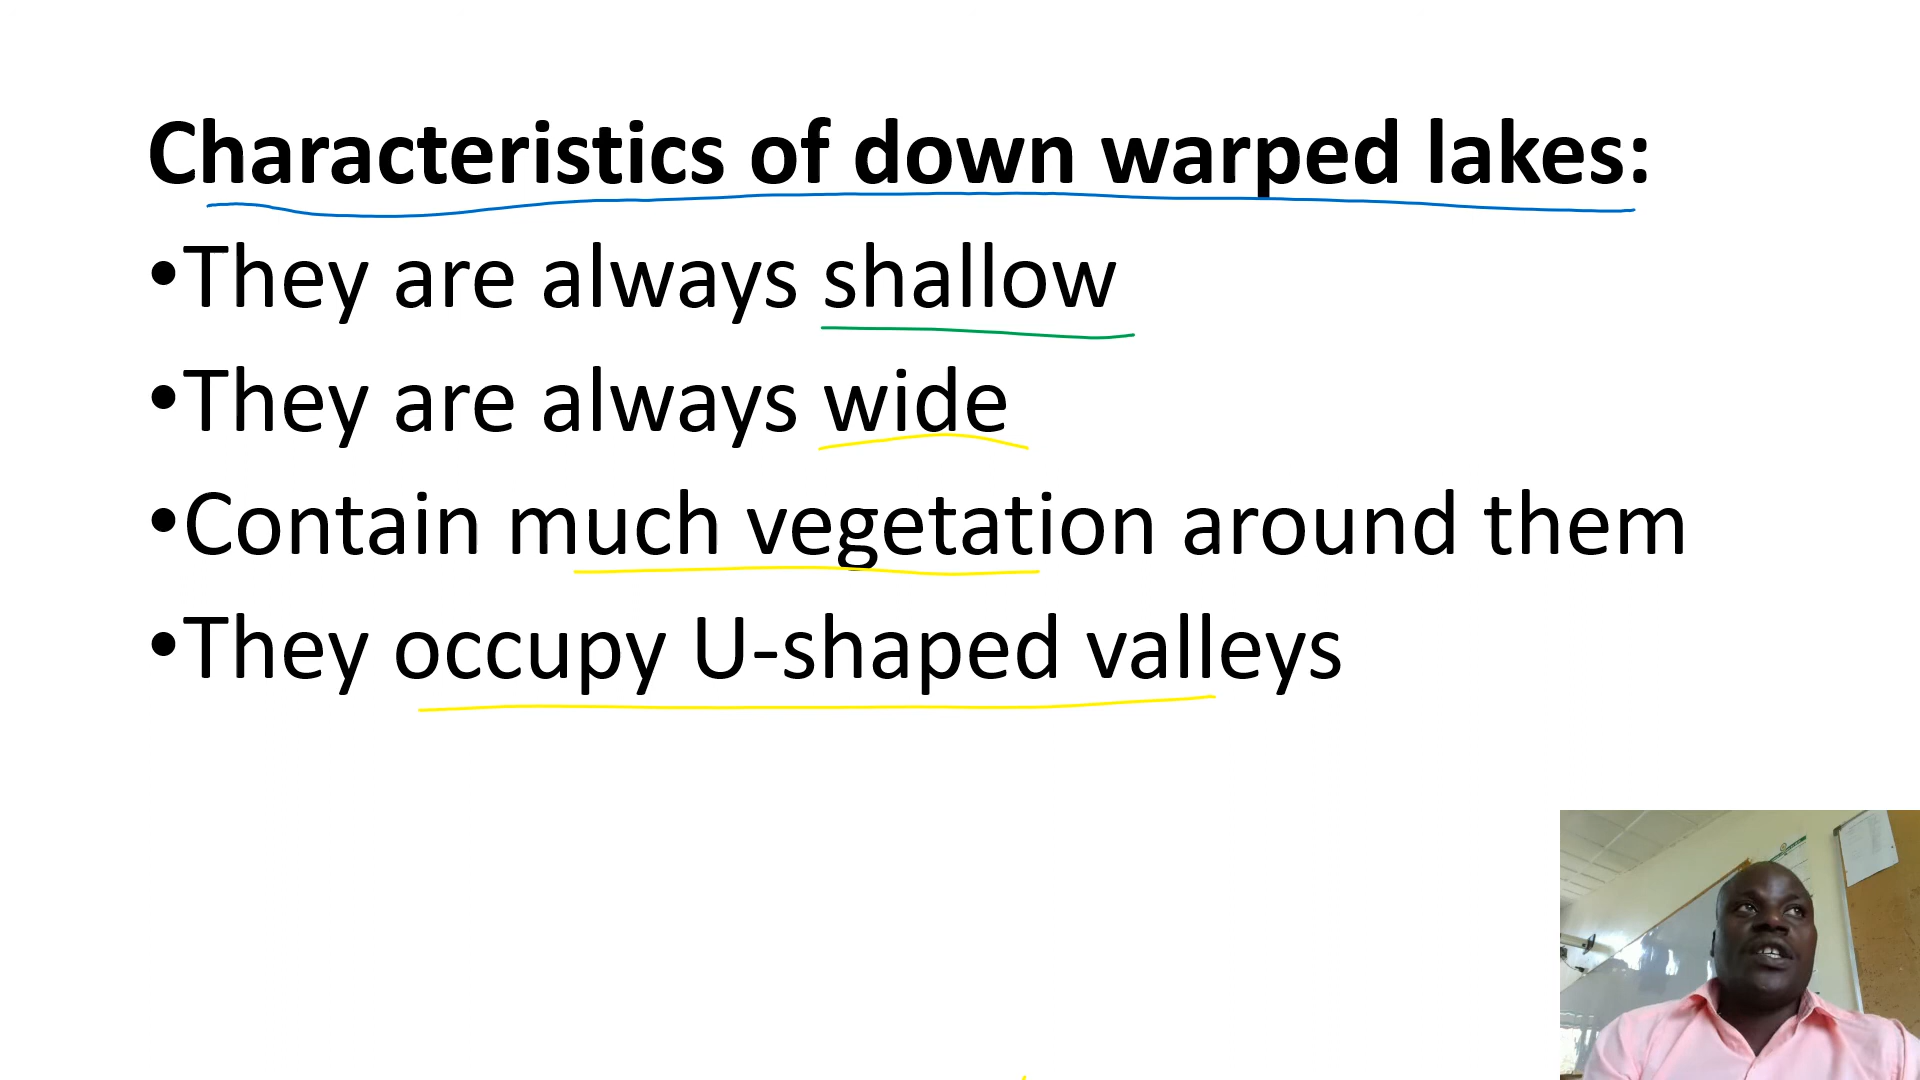 Characteristics of down warped lakes:
•They are always shallow
•They are always wide
•Contain much vegetation around them
•They occupy U-shaped valleys